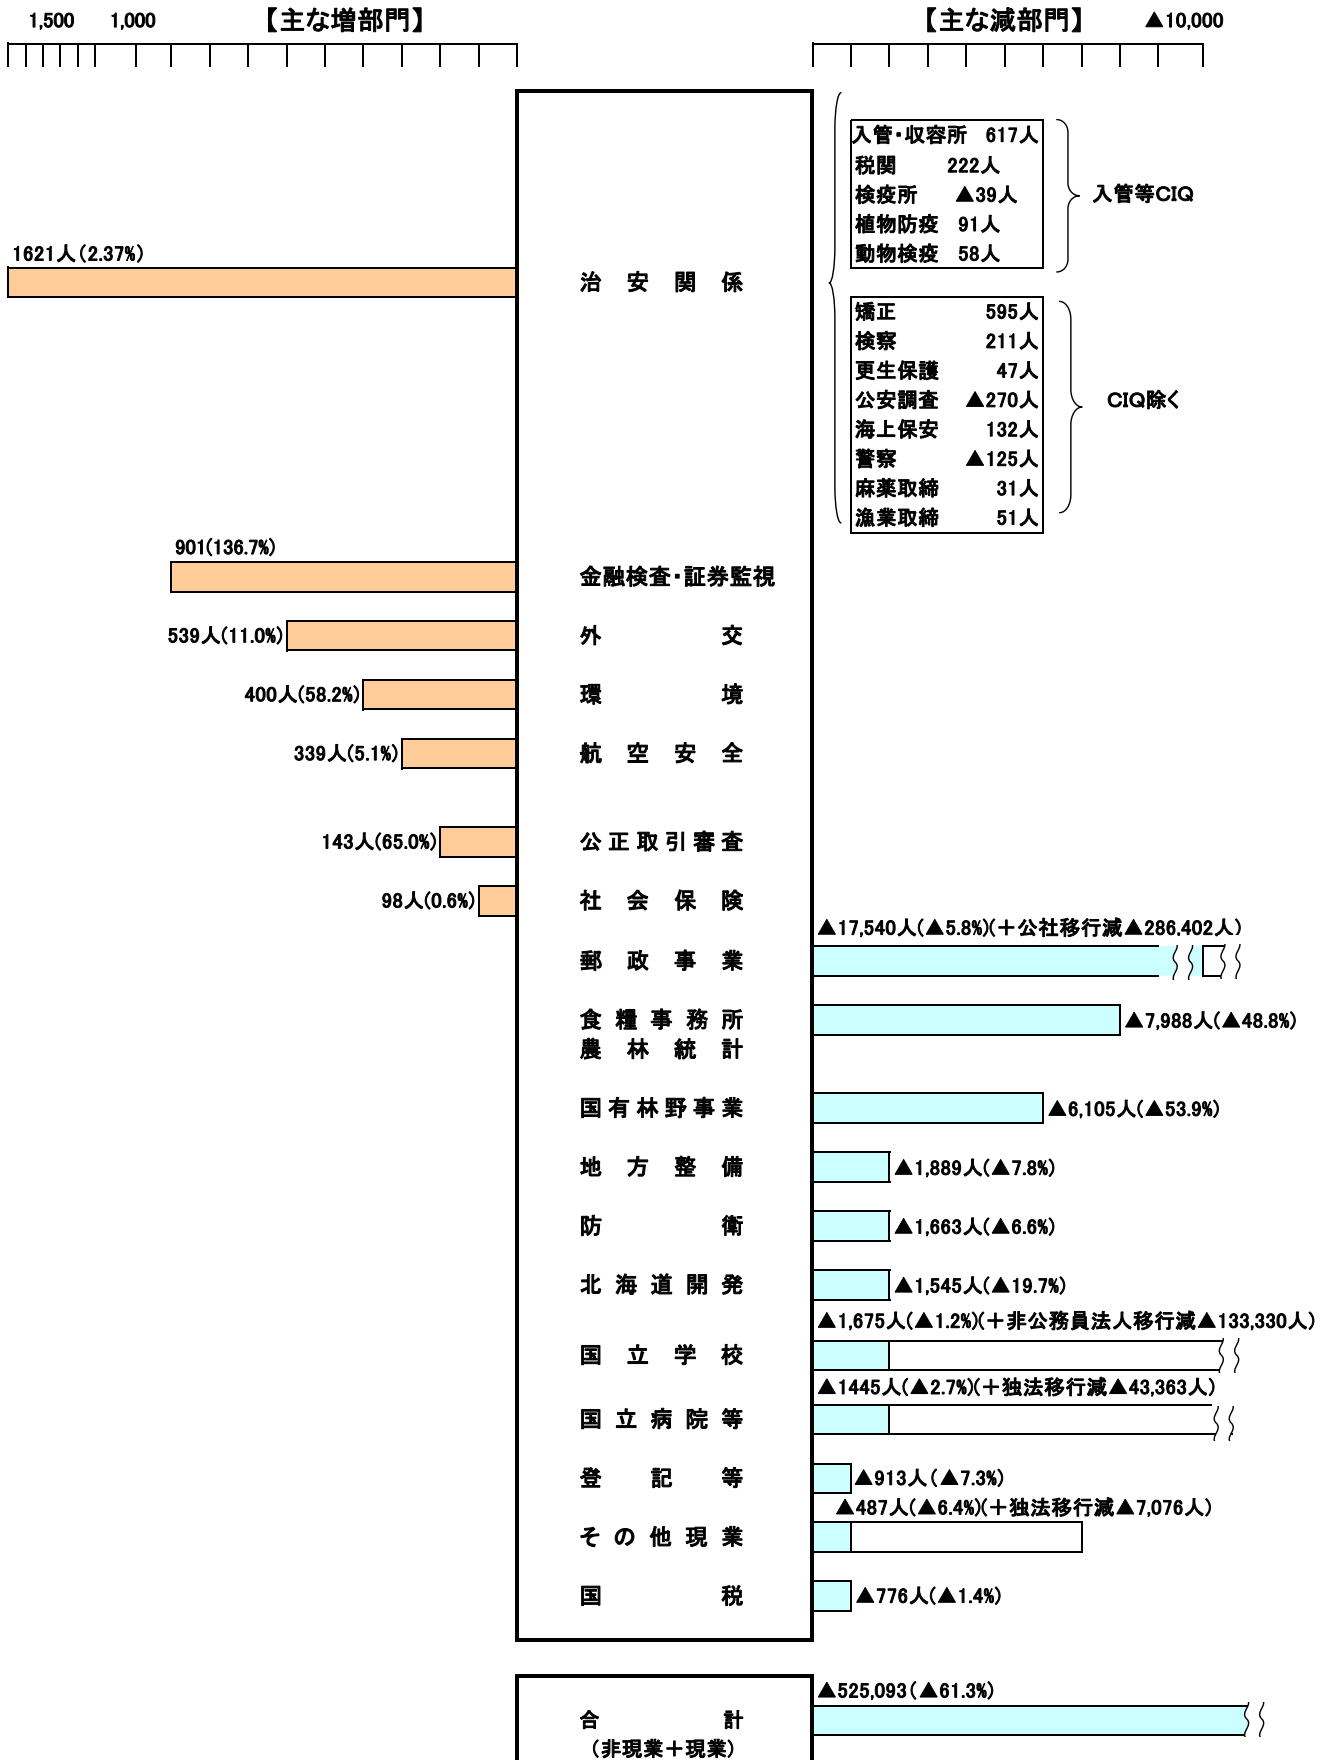 1,500 1,000 【主な増部門】 【主な減部門】 ▲10,000
入管・収容所 617人
税関 222人
検疫所 ▲39人
植物防疫 91人
動物検疫 58人
入管等CIQ
1621人(2.37%)
治安関係
矯正 595人
検察 211人
更生保護 47人
公安調査 ▲270人
海上保安 132人
警察 ▲125人
麻薬取締 31人
漁業取締 51人
CIQ除く
901(136.7%)
金融検査・証券監視
539人(11.0%) 外交
400人(58.2%) 環境
339人(5.1%) 航空安全
143人(65.0%) 公正取引審査
98人(0.6%) 社会保険
▲17,540人(▲5.8%)(+公社移行減▲286,402人)
郵政事業
食糧事務所 ▲7,988人(▲48.8%)
農林統計
国有林野事業 ▲6,105人(▲53.9%)
地方整備 ▲1,889人(▲7.8%)
防衛 ▲1,663人(▲6.6%)
北海道開発 ▲1,545人(▲19.7%)
▲1,675人(▲1.2%)(+非公務員法人移行減▲133,330人)
国立学校
▲1445人(▲2.7%)(+独法移行減▲43,363人)
国立病院等
登記等 ▲913人(▲7.3%)
▲487人(▲6.4%)(+独法移行減▲7,076人)
その他現業
国税 ▲776人(▲1.4%)
▲525,093(▲61.3%)
合計
(非現業+現業)